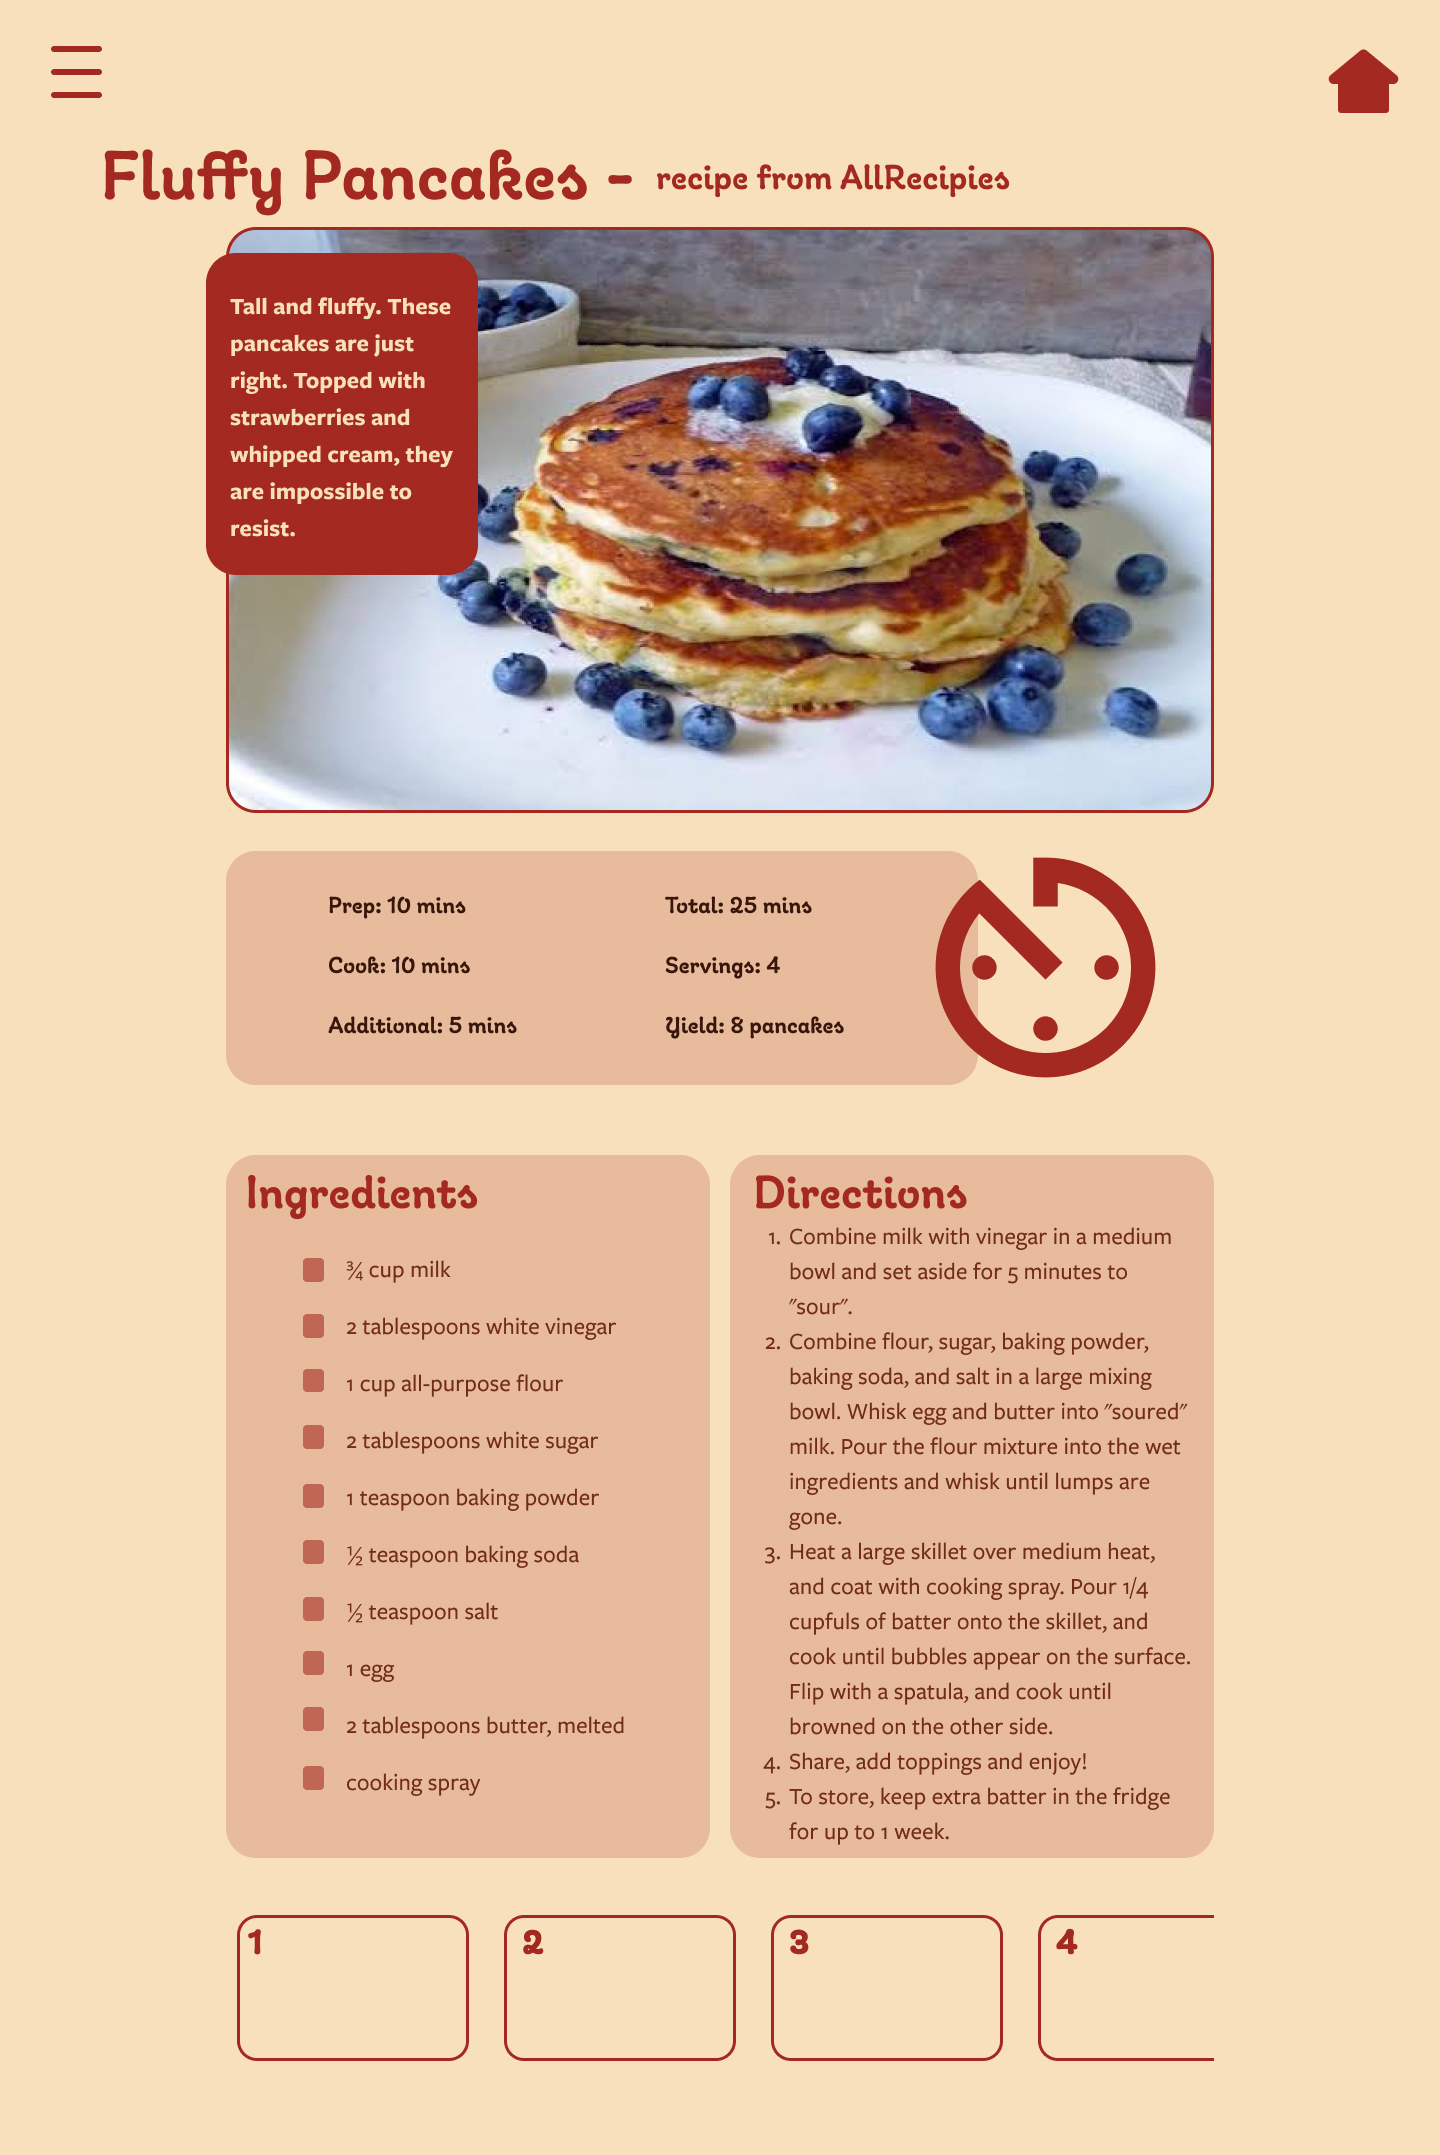 Fluffy Pancakes - recipe from AllRecipies
Tall and fluffy. These
pancakes are just
right. Topped with
strawberries and
whipped cream, they
are impossible to
resist.
Prep: 10 mins
Cook: 10 mins
Additional: 5 mins
Total: 25 mins
Servings: 4
Yield: 8 pancakes
Ingredients
¾ cup milk
2 tablespoons white vinegar
1 cup all-purpose flour
2 tablespoons white sugar
1 teaspoon baking powder
½ teaspoon baking soda
½ teaspoon salt
1 egg
2 tablespoons butter, melted
cooking spray
Directions
1. Combine milk with vinegar in a medium
bowl and set aside for 5 minutes to
"sour".
2. Combine flour, sugar, baking powder,
baking soda, and salt in a large mixing
bowl. Whisk egg and butter into "soured"
milk. Pour the flour mixture into the wet
ingredients and whisk until lumps are
gone.
3. Heat a large skillet over medium heat,
and coat with cooking spray. Pour 1/4
cupfuls of batter onto the skillet, and
cook until bubbles appear on the surface.
Flip with a spatula, and cook until
browned on the other side.
4. Share, add toppings and enjoy!
5. To store, keep extra batter in the fridge
for up to 1 week.
1
2
3
4